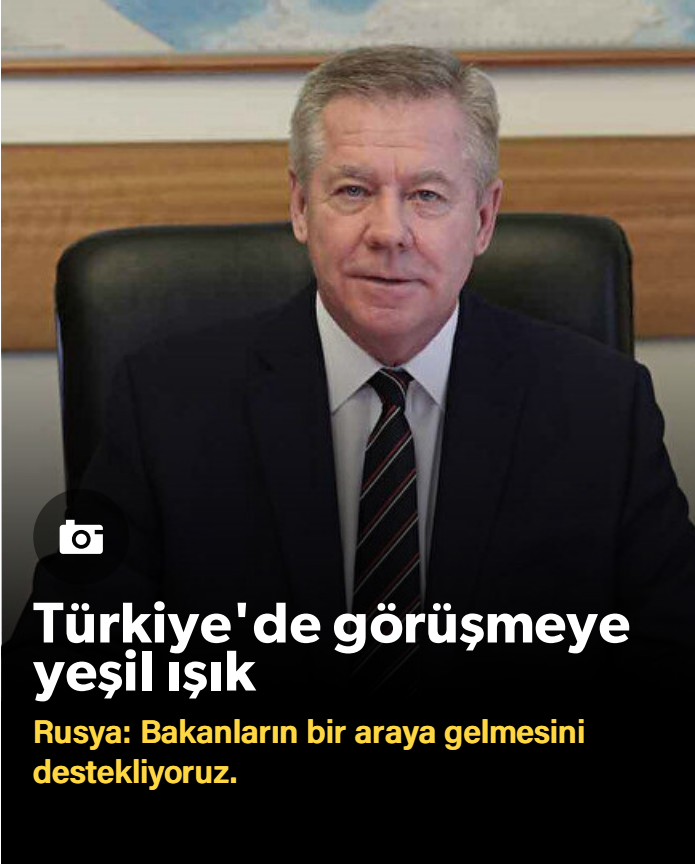 Türkiye'de görüşmeye
yeşil ışık
Rusya: Bakanların bir araya gelmesini
destekliyoruz.